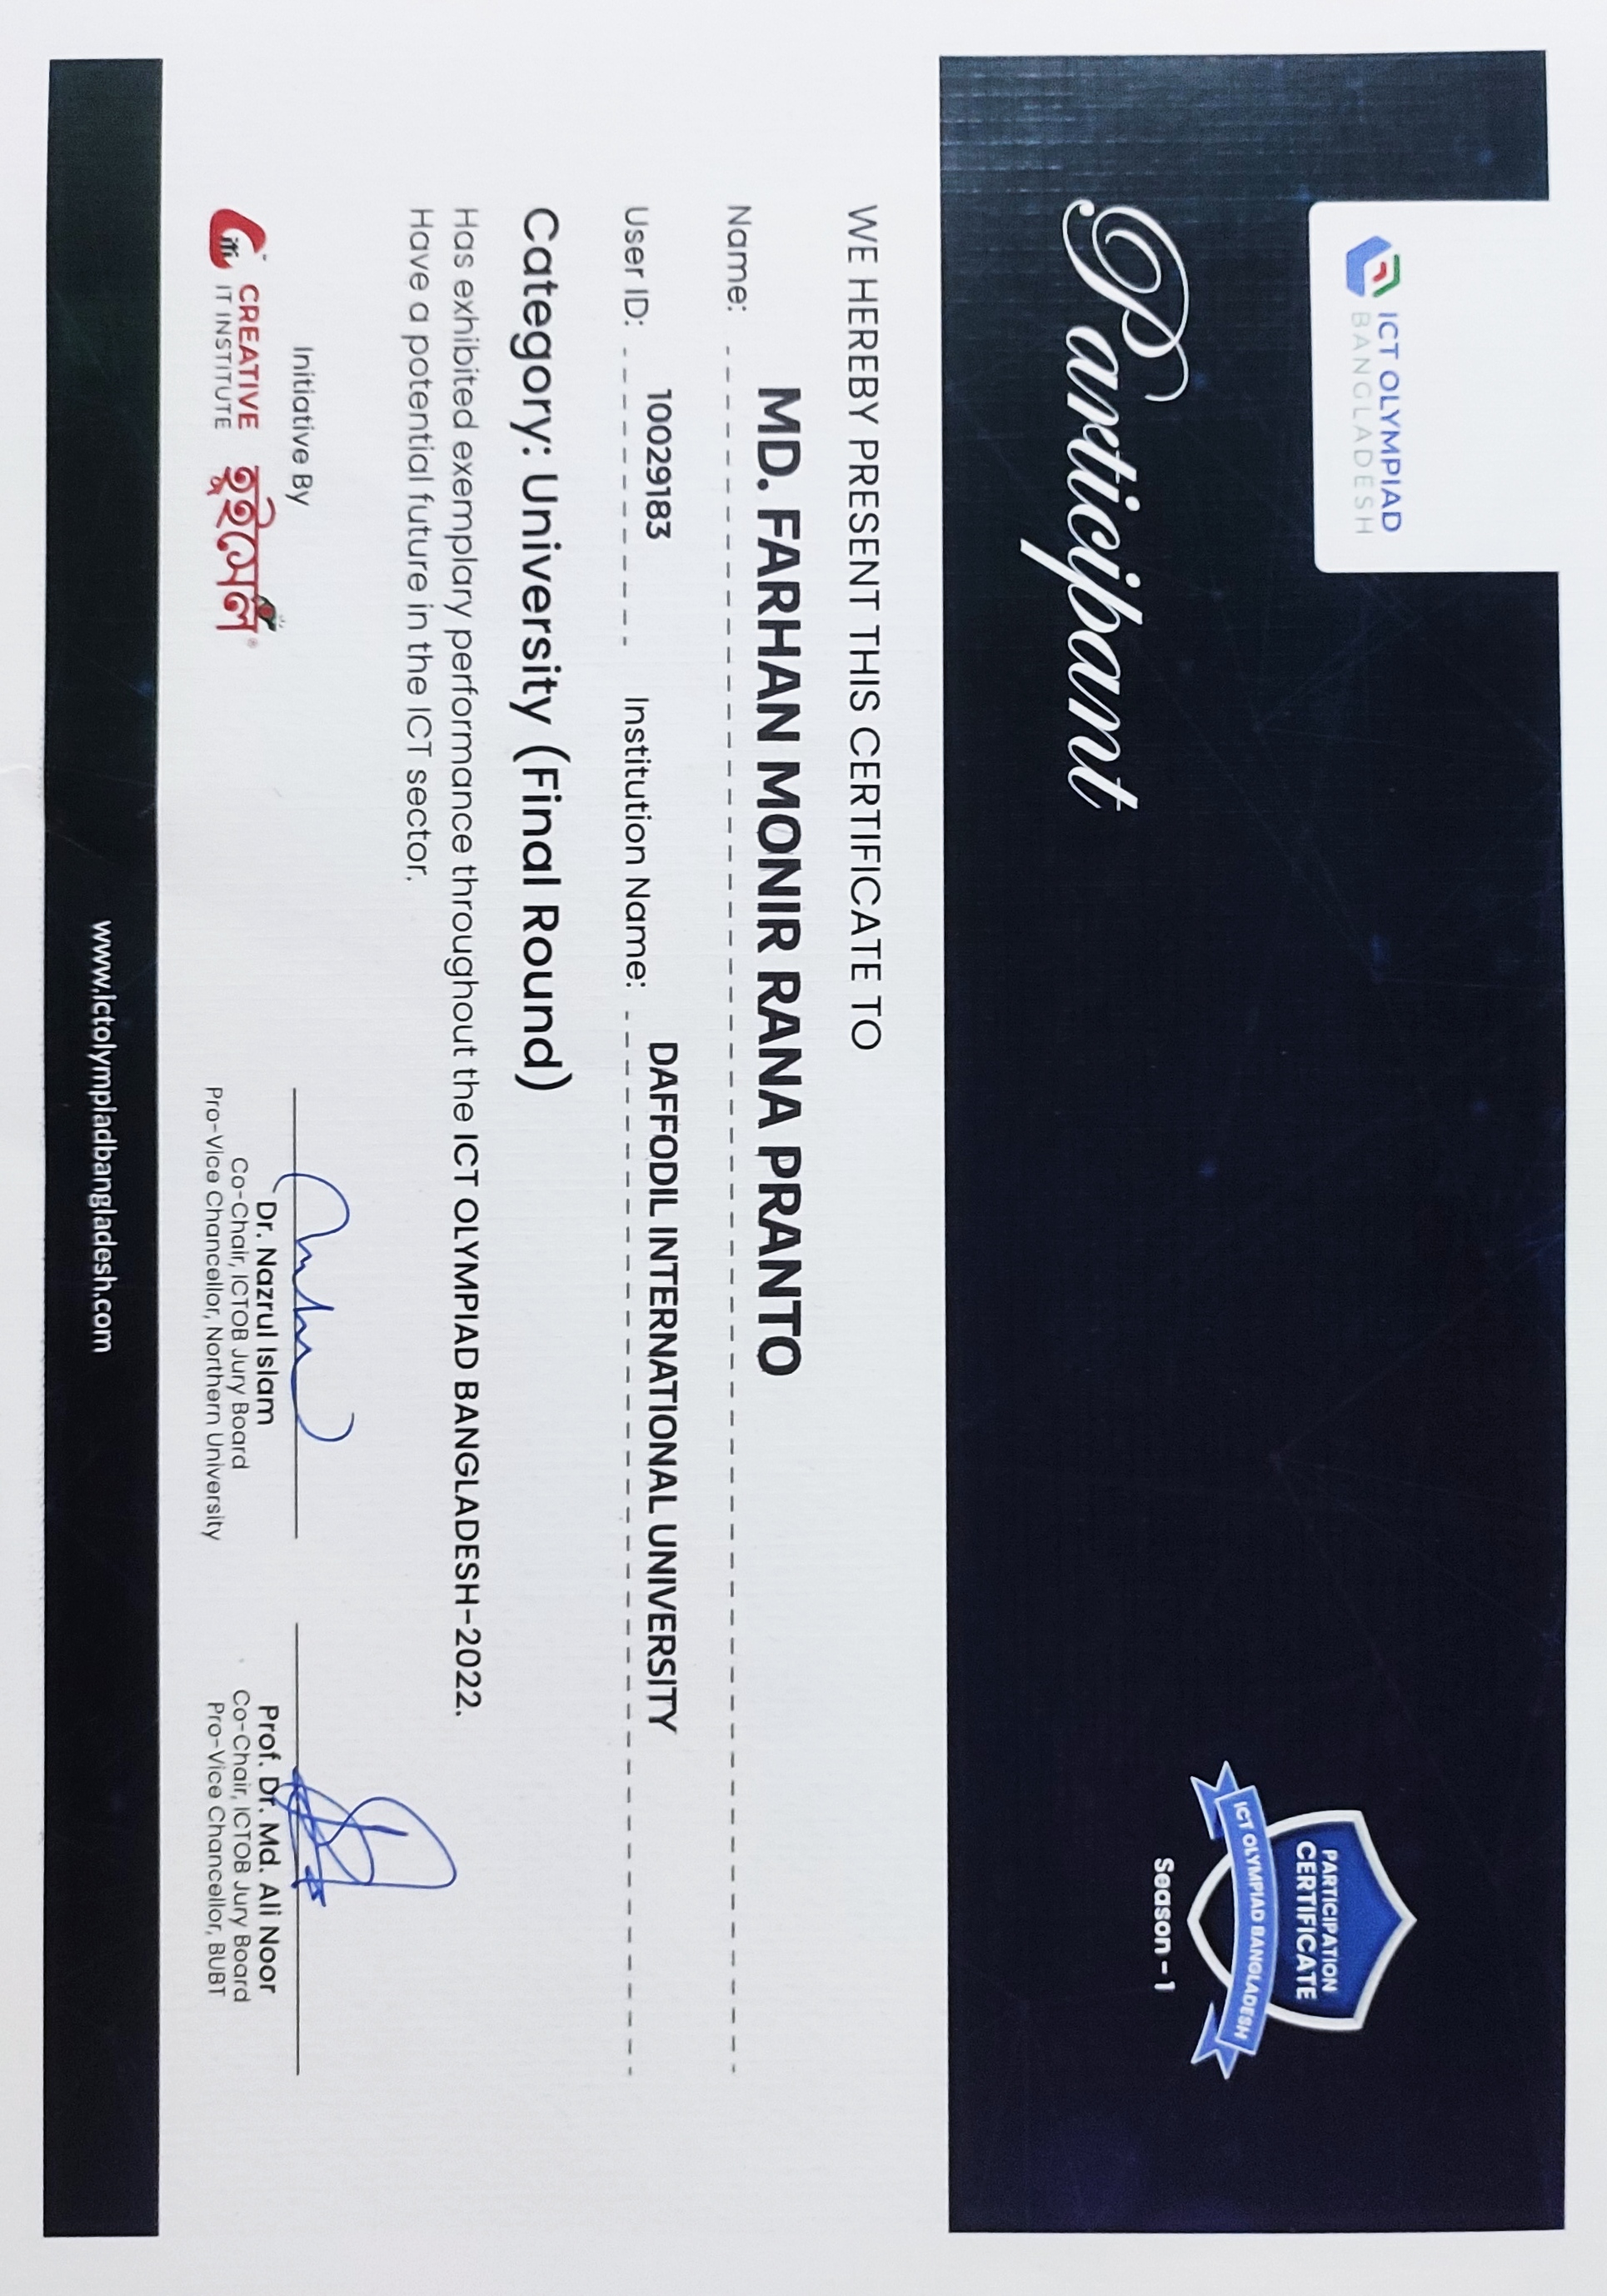 ICT OLYMPIAD
BANGLADESH
PARTICIPATION
CERTIFICATE
ICT OLYMPIAD BANGLADESH
Season - 1
Participant
WE HEREBY PRESENT THIS CERTIFICATE TO
Name: MD. FARHAN MONIR RANA PRANTO
User ID: 10029183 Institution Name: DAFFODIL INTERNATIONAL UNIVERSITY
Category: University (Final Round)
Has exhibited exemplary performance throughout the ICT OLYMPIAD BANGLADESH-2022.
Have a potential future in the ICT sector.
Initiative By
CREATIVE
IT INSTITUTE
হুইসেল
Dr. Nazrul Islam
Co-Chair, ICTOB Jury Board
Pro-Vice Chancellor, Northern University
Prof. Dr. Md. Ali Noor
Co-Chair, ICTOB Jury Board
Pro-Vice Chancellor, BUBT
www.ictolympiadbangladesh.com